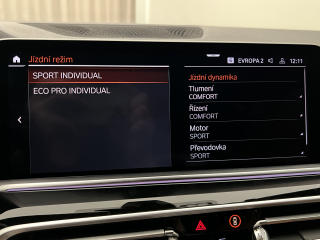 Jízdní režim
EVROPA 2
12:11
SPORT INDIVIDUAL
ECO PRO INDIVIDUAL
Jízdní dynamika
Tlumení
COMFORT
Řízení
COMFORT
Motor
SPORT
Převodovka
SPORT